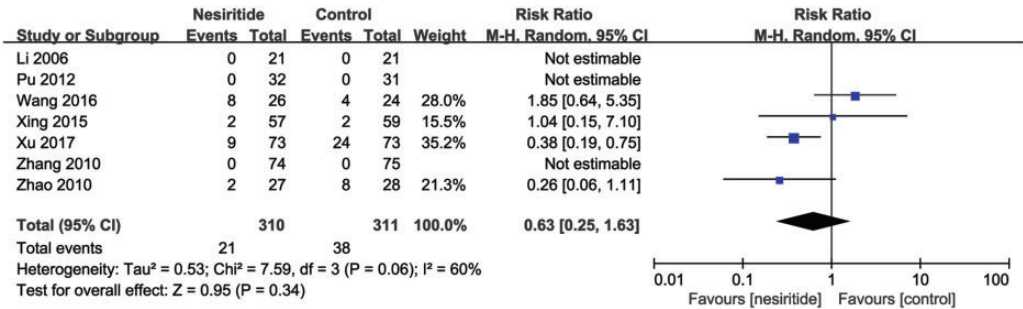 Nesiritide Control Risk Ratio Risk Ratio
Study or Subgroup Events Total Events Total Weight M-H, Random, 95% CI M-H, Random, 95% CI
Li 2006 0 21 0 21 Not estimable
Pu 2012 0 32 0 31 Not estimable
Wang 2016 8 26 4 24 28.0% 1.85 [0.64, 5.35]
Xing 2015 2 57 2 59 15.5% 1.04 [0.15, 7.10]
Xu 2017 9 73 24 73 35.2% 0.38 [0.19, 0.75]
Zhang 2010 0 74 0 75 Not estimable
Zhao 2010 2 27 8 28 21.3% 0.26 [0.06, 1.11]
Total (95% CI) 310 311 100.0% 0.63 [0.25, 1.63]
Total events 21 38
Heterogeneity: Tau² = 0.53; Chi² = 7.59, df = 3 (P = 0.06); I² = 60%
Test for overall effect: Z = 0.95 (P = 0.34)
0.01 0.1 1 10 100
Favours [nesiritide] Favours [control]